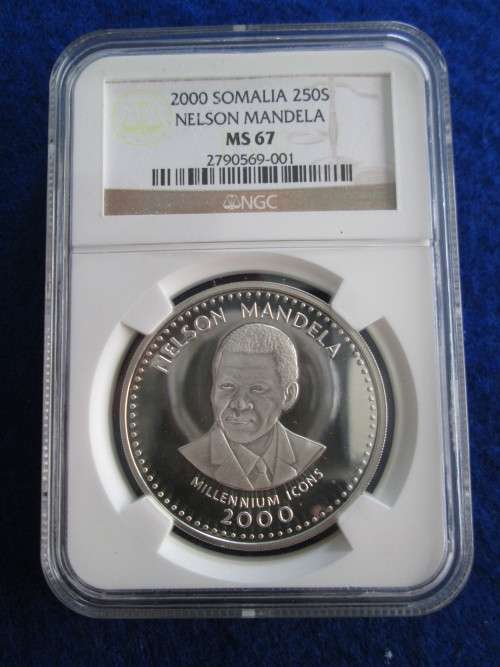 2000 SOMALIA 250S
NELSON MANDELA
MS 67
2790569-001
NGC
NELSON MANDELA
MILLENNIUM ICONS
2000